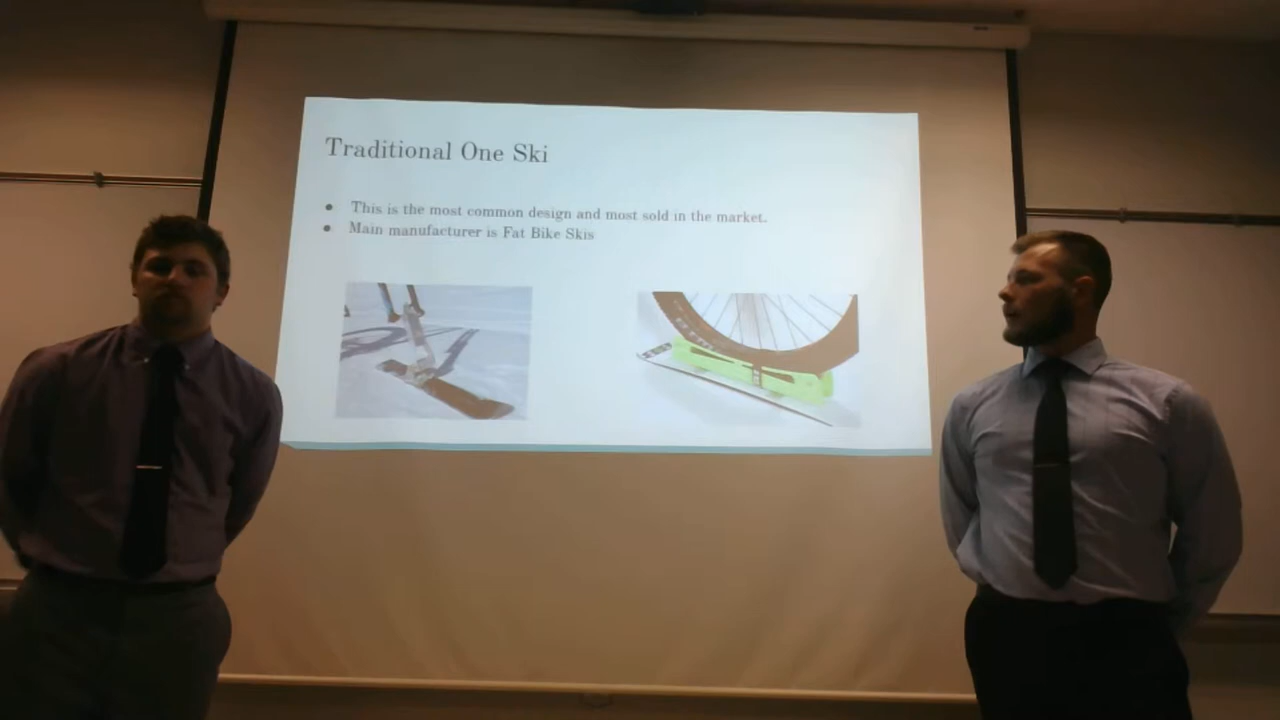 Traditional One Ski
This is the most common design and most sold in the market.
Main manufacturer is Fat Bike Skis